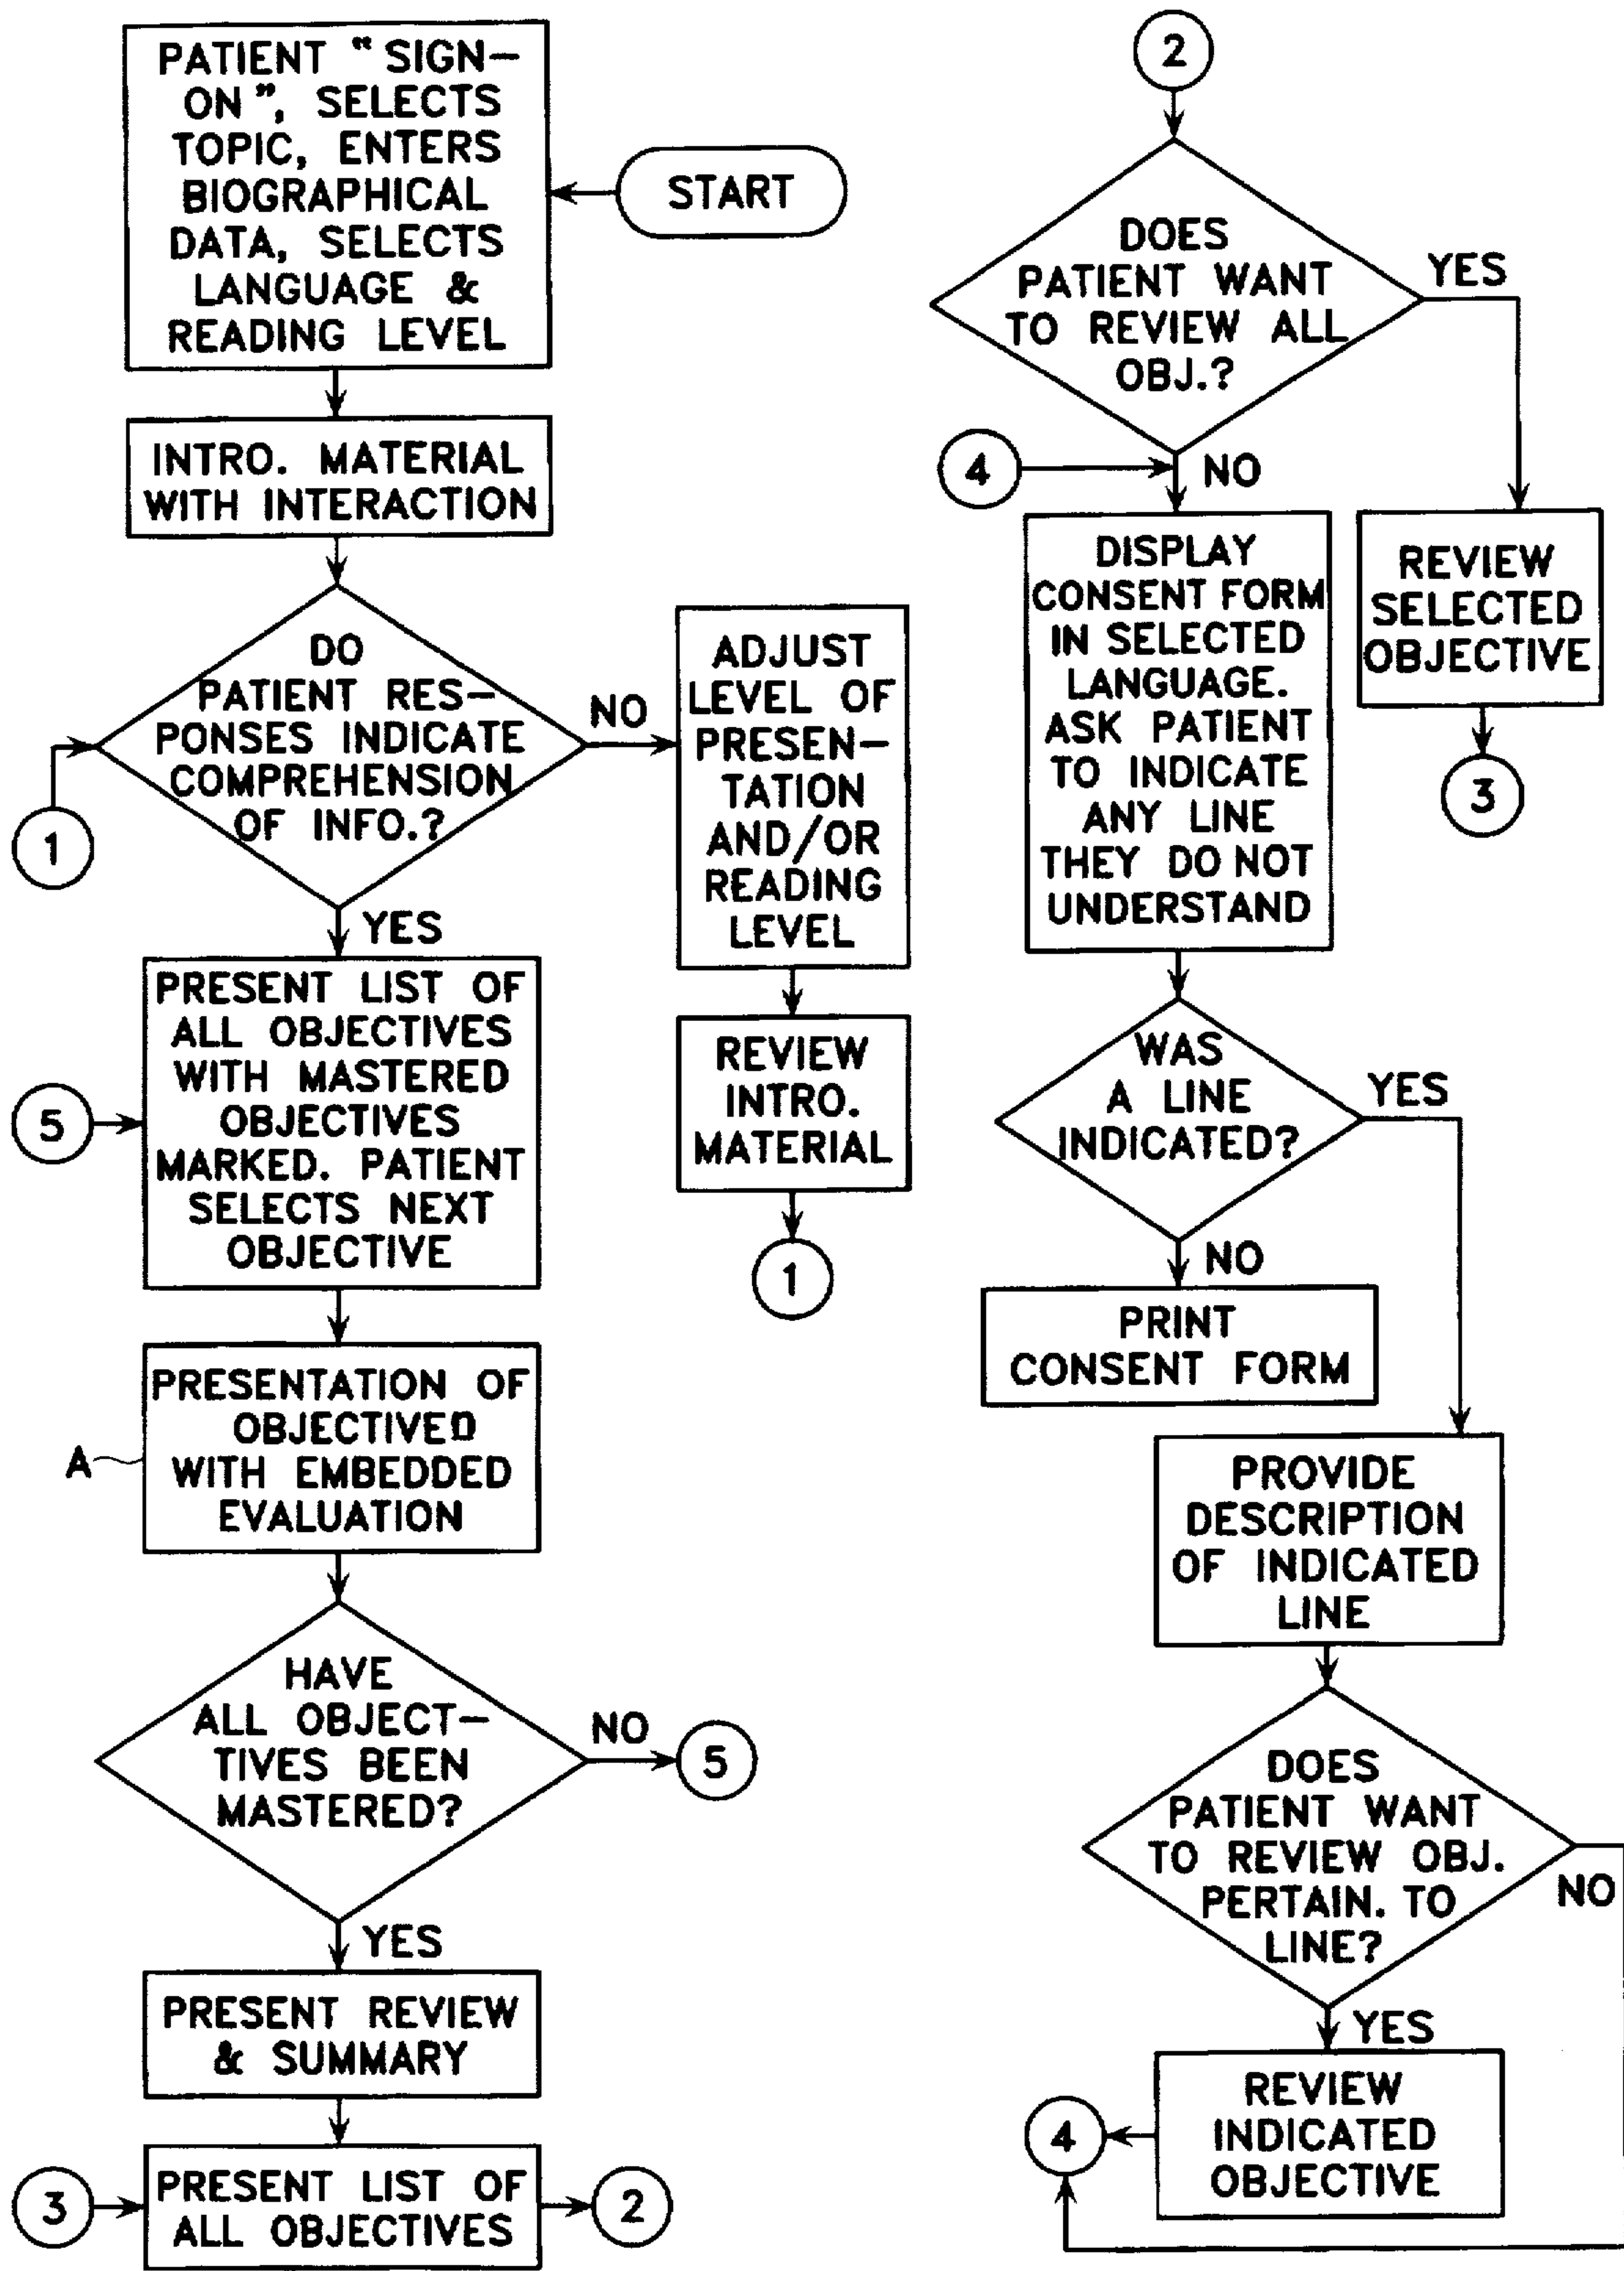 PATIENT “SIGN-
ON”, SELECTS
TOPIC, ENTERS
BIOGRAPHICAL
DATA, SELECTS
LANGUAGE &
READING LEVEL
START
INTRO. MATERIAL
WITH INTERACTION
DO
PATIENT RES-
PONSES INDICATE
COMPREHENSION
OF INFO.?
NO
1
YES
ADJUST
LEVEL OF
PRESEN-
TATION
AND/OR
READING
LEVEL
REVIEW
INTRO.
MATERIAL
1
PRESENT LIST OF
ALL OBJECTIVES
WITH MASTERED
OBJECTIVES
MARKED. PATIENT
SELECTS NEXT
OBJECTIVE
5
PRESENTATION OF
OBJECTIVED
WITH EMBEDDED
EVALUATION
A
HAVE
ALL OBJECT-
TIVES BEEN
MASTERED?
NO
5
YES
PRESENT REVIEW
& SUMMARY
3
PRESENT LIST OF
ALL OBJECTIVES
2
2
DOES
PATIENT WANT
TO REVIEW ALL
OBJ.?
YES
4
NO
REVIEW
SELECTED
OBJECTIVE
3
DISPLAY
CONSENT FORM
IN SELECTED
LANGUAGE.
ASK PATIENT
TO INDICATE
ANY LINE
THEY DO NOT
UNDERSTAND
WAS
A LINE
INDICATED?
YES
NO
PRINT
CONSENT FORM
PROVIDE
DESCRIPTION
OF INDICATED
LINE
DOES
PATIENT WANT
TO REVIEW OBJ.
PERTAIN. TO
LINE?
NO
YES
REVIEW
INDICATED
OBJECTIVE
4